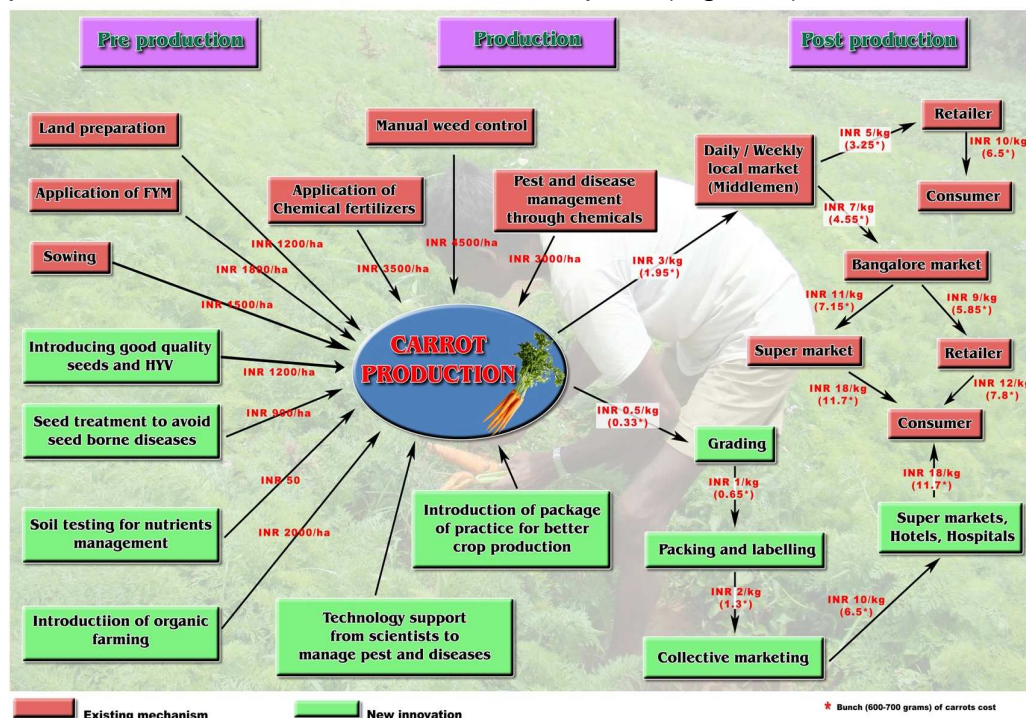 Pre production
Production
Post production
Land preparation
Manual weed control
Retailer
INR 5/kg
(3.25*)
INR 10/kg
(6.5*)
Daily / Weekly
local market
(Middlemen)
Application of FYM
Application of
Chemical fertilizers
Pest and disease
management
through chemicals
Consumer
INR 7/kg
(4.55*)
INR 1200/ha
INR 4500/ha
Sowing
INR 1800/ha
INR 3500/ha
INR 3000/ha
INR 3/kg
(1.95*)
Bangalore market
INR 1500/ha
INR 11/kg
(7.15*)
INR 9/kg
(5.85*)
Introducing good quality
seeds and HYV
CARROT
PRODUCTION
Super market
Retailer
INR 1200/ha
INR 18/kg
(11.7*)
INR 12/kg
(7.8*)
Seed treatment to avoid
seed borne diseases
INR 900/ha
INR 0.5/kg
(0.33*)
Consumer
Grading
INR 50
INR 1/kg
(0.65*)
INR 18/kg
(11.7*)
Soil testing for nutrients
management
Introduction of package
of practice for better
crop production
Super markets,
Hotels, Hospitals
INR 2000/ha
Packing and labelling
INR 2/kg
(1.3*)
INR 10/kg
(6.5*)
Introductiion of organic
farming
Technology support
from scientists to
manage pest and diseases
Collective marketing
Existing mechanism
New innovation
* Bunch (600-700 grams) of carrots cost